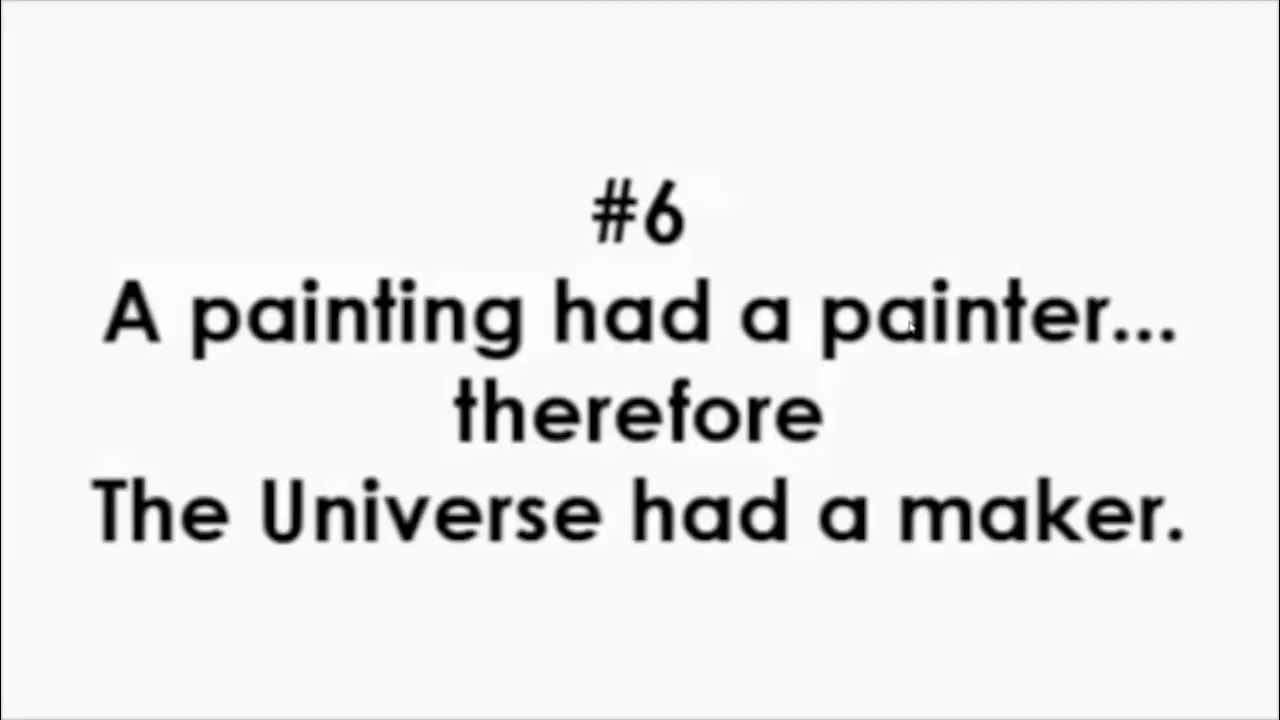 #6
A painting had a painter...
therefore
The Universe had a maker.